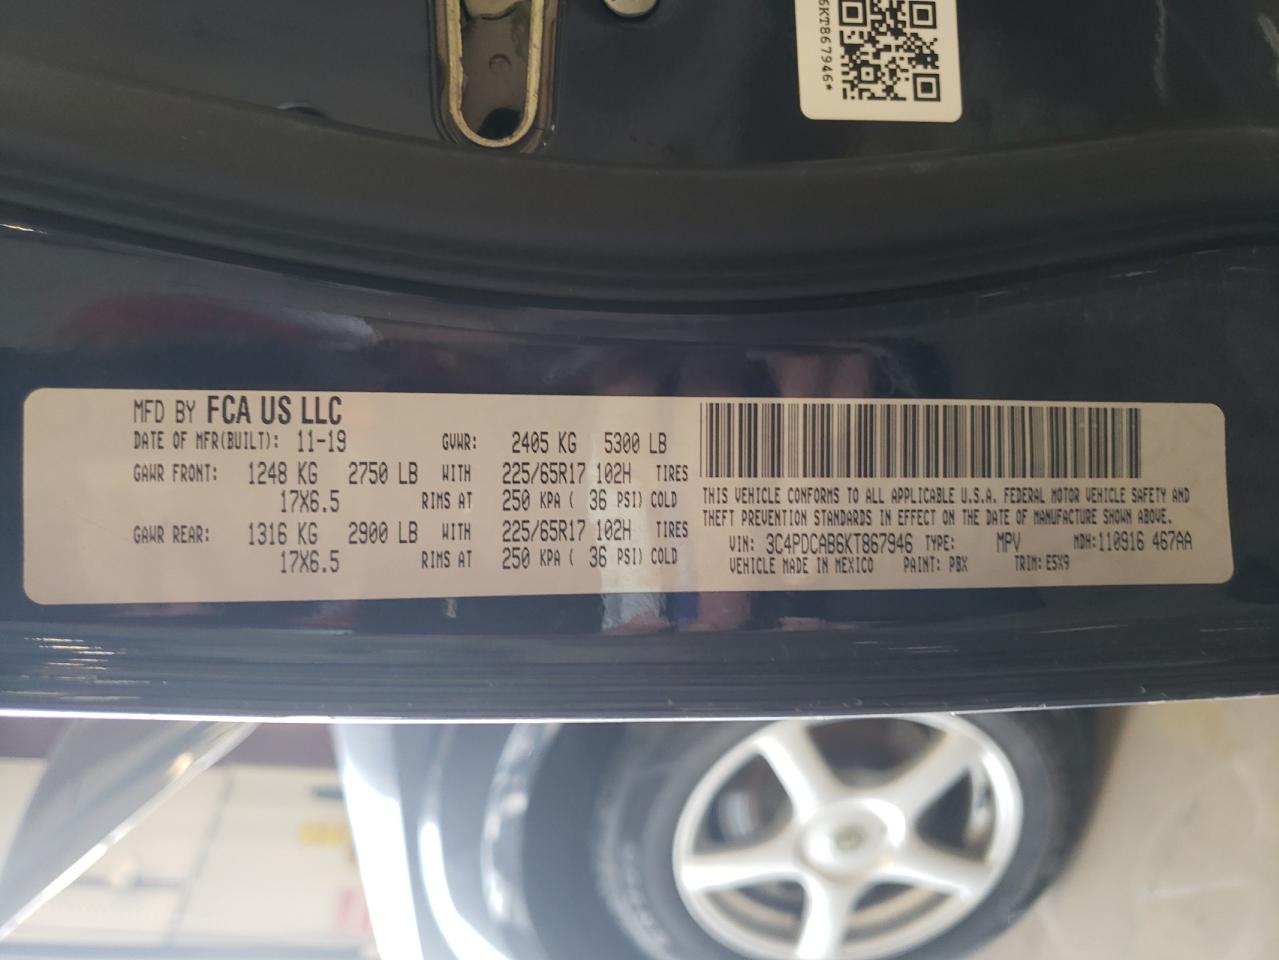 6KT867946*
MFD BY FCA US LLC
DATE OF MFR(BUILT): 11-19 GVWR: 2405 KG 5300 LB
GAWR FRONT: 1248 KG 2750 LB WITH 225/65R17 102H TIRES
17X6.5 RIMS AT 250 KPA ( 36 PSI) COLD
GAWR REAR: 1316 KG 2900 LB WITH 225/65R17 102H TIRES
17X6.5 RIMS AT 250 KPA ( 36 PSI) COLD
THIS VEHICLE CONFORMS TO ALL APPLICABLE U.S.A. FEDERAL MOTOR VEHICLE SAFETY AND
THEFT PREVENTION STANDARDS IN EFFECT ON THE DATE OF MANUFACTURE SHOWN ABOVE.
VIN: 3C4PDCAB6KT867946 TYPE: MPV MDH:110916 467AA
VEHICLE MADE IN MEXICO PAINT: PBX TRIM: E5X9